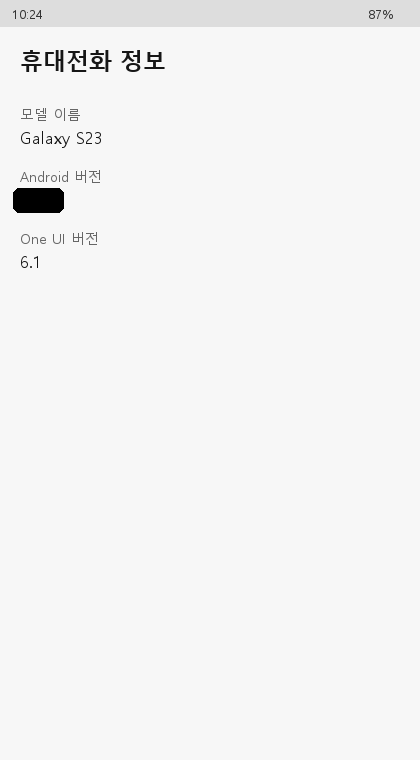 10:24 87%
휴대전화 정보
모델 이름
Galaxy S23
Android 버전
One UI 버전
6.1